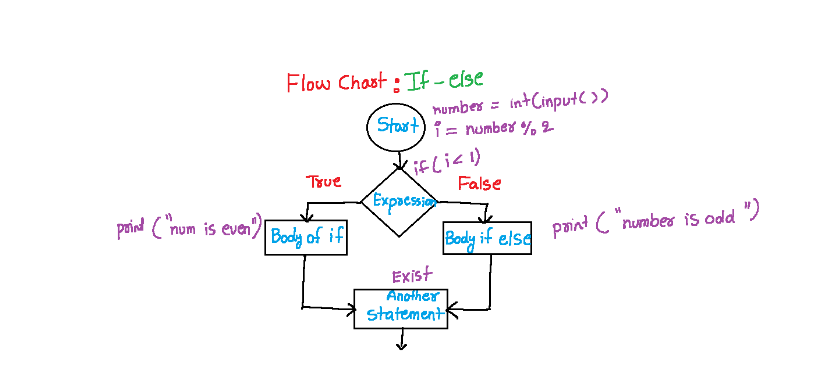 Flow Chart : If-else
number = int(input())
Start
i = number % 2
if(i < 1)
True
False
Expression
print ("num is even")
Body of if
Body if else
print ("number is odd")
Exist
Another
statement